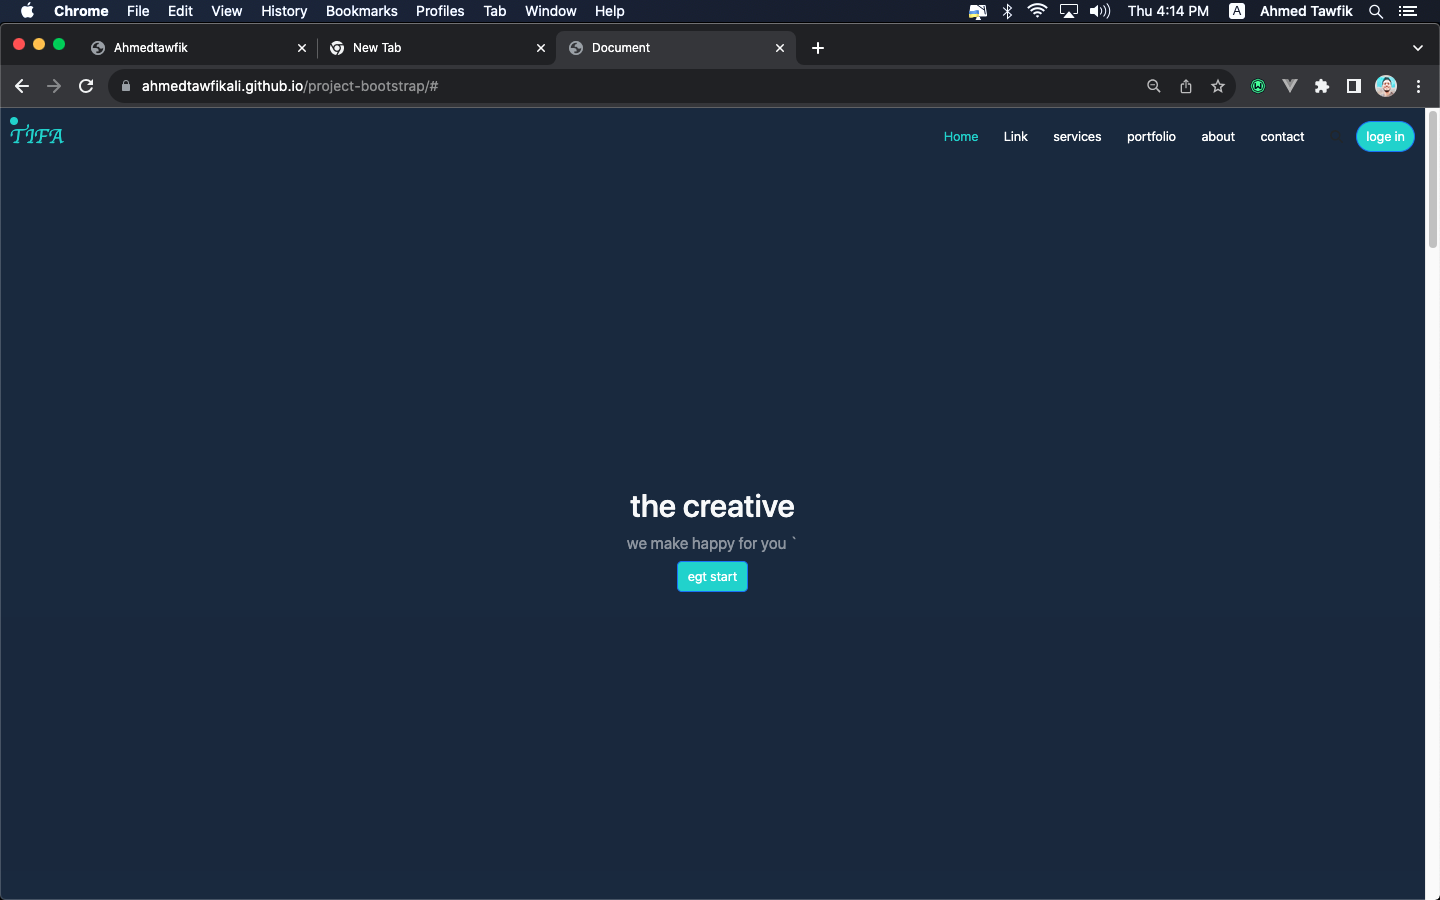 Chrome File Edit View History Bookmarks Profiles Tab Window Help Thu 4:14 PM A Ahmed Tawfik
Ahmedtawfik New Tab Document
ahmedtawfikali.github.io/project-bootstrap/#
TIFA Home Link services portfolio about contact loge in
the creative
we make happy for you `
egt start